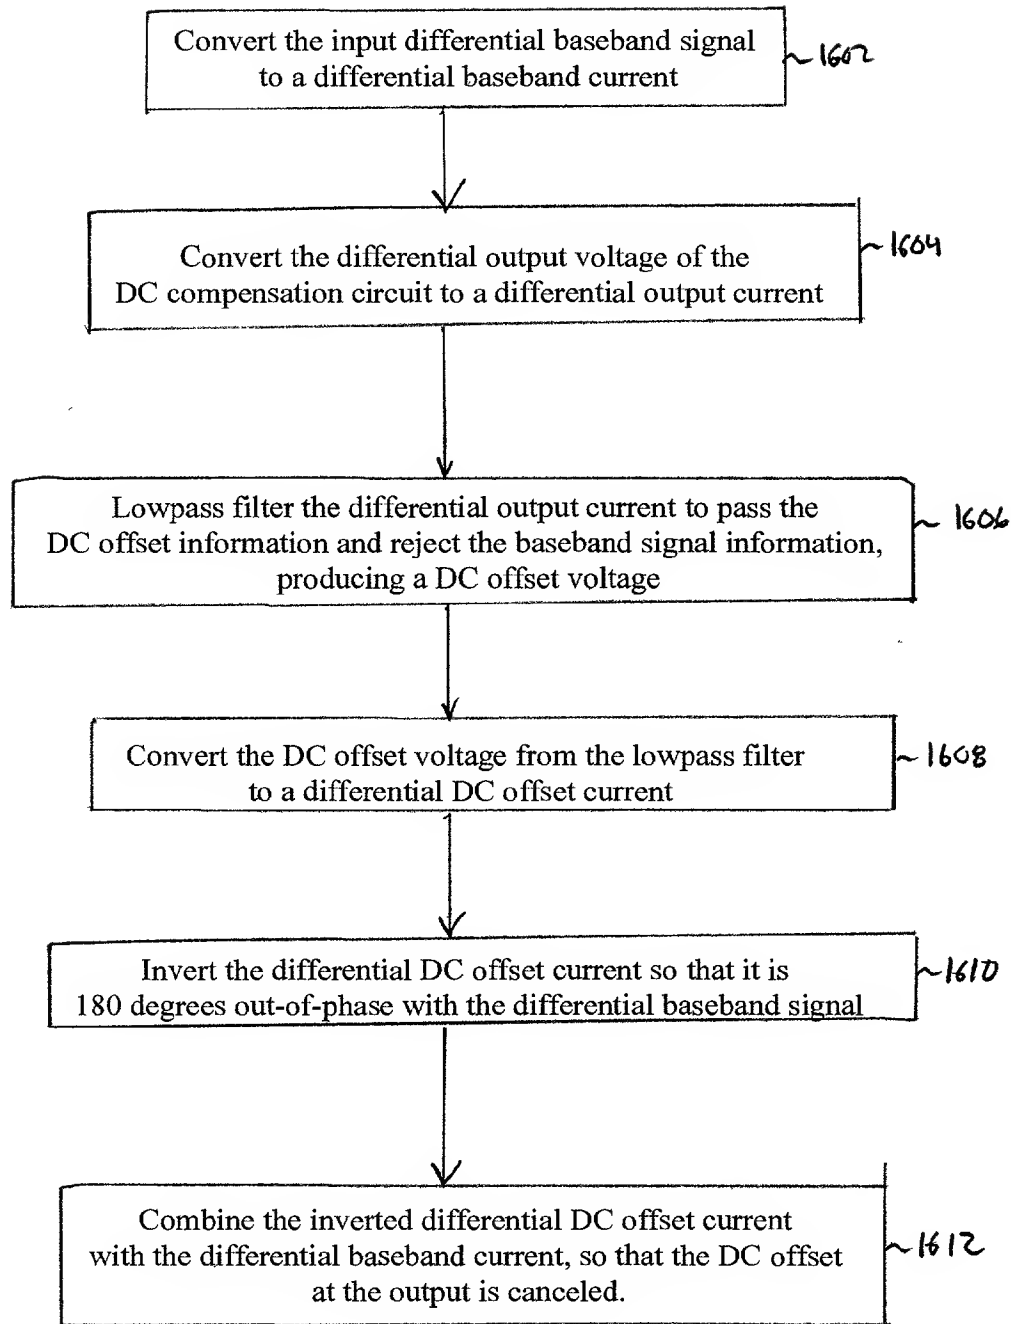 Convert the input differential baseband signal
to a differential baseband current
1602
Convert the differential output voltage of the
DC compensation circuit to a differential output current
1604
Lowpass filter the differential output current to pass the
DC offset information and reject the baseband signal information,
producing a DC offset voltage
1606
Convert the DC offset voltage from the lowpass filter
to a differential DC offset current
1608
Invert the differential DC offset current so that it is
180 degrees out-of-phase with the differential baseband signal
1610
Combine the inverted differential DC offset current
with the differential baseband current, so that the DC offset
at the output is canceled.
1612